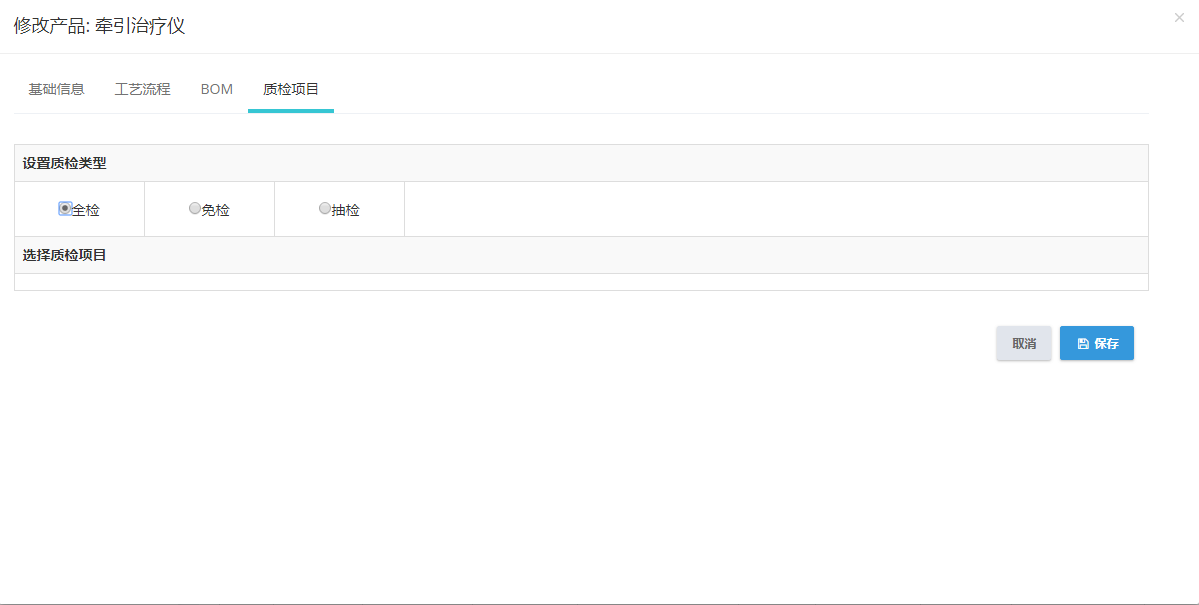 修改产品: 牵引治疗仪
×
基础信息 工艺流程 BOM 质检项目
设置质检类型
全检 免检 抽检
选择质检项目
取消 保存